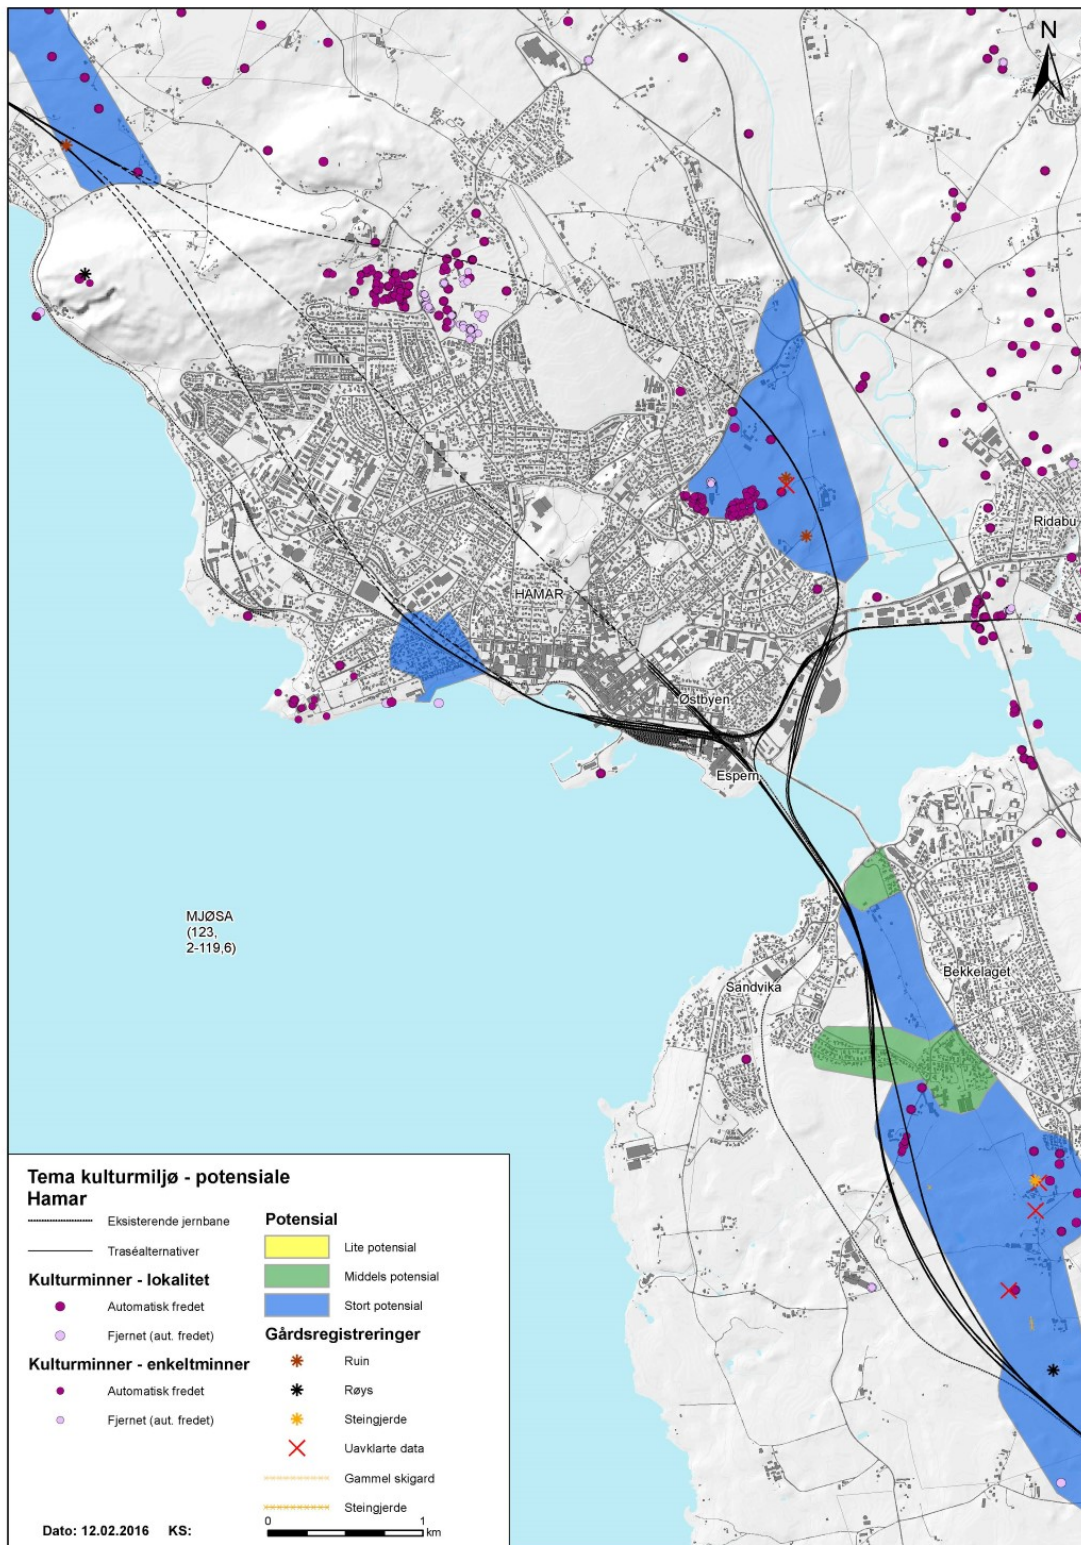 N
Ridabu
HAMAR
Østbyen
Espern
MJØSA
(123,
2-119,6)
Bekkelaget
Sandvika
Tema kulturmiljø - potensiale
Hamar
Eksisterende jernbane
Traséalternativer
Kulturminner - lokalitet
Automatisk fredet
Fjernet (aut. fredet)
Kulturminner - enkeltminner
Automatisk fredet
Fjernet (aut. fredet)
Potensial
Lite potensial
Middels potensial
Stort potensial
Gårdsregistreringer
Ruin
Røys
Steingjerde
Uavklarte data
Gammel skigard
Steingjerde
0 1
km
Dato: 12.02.2016 KS: